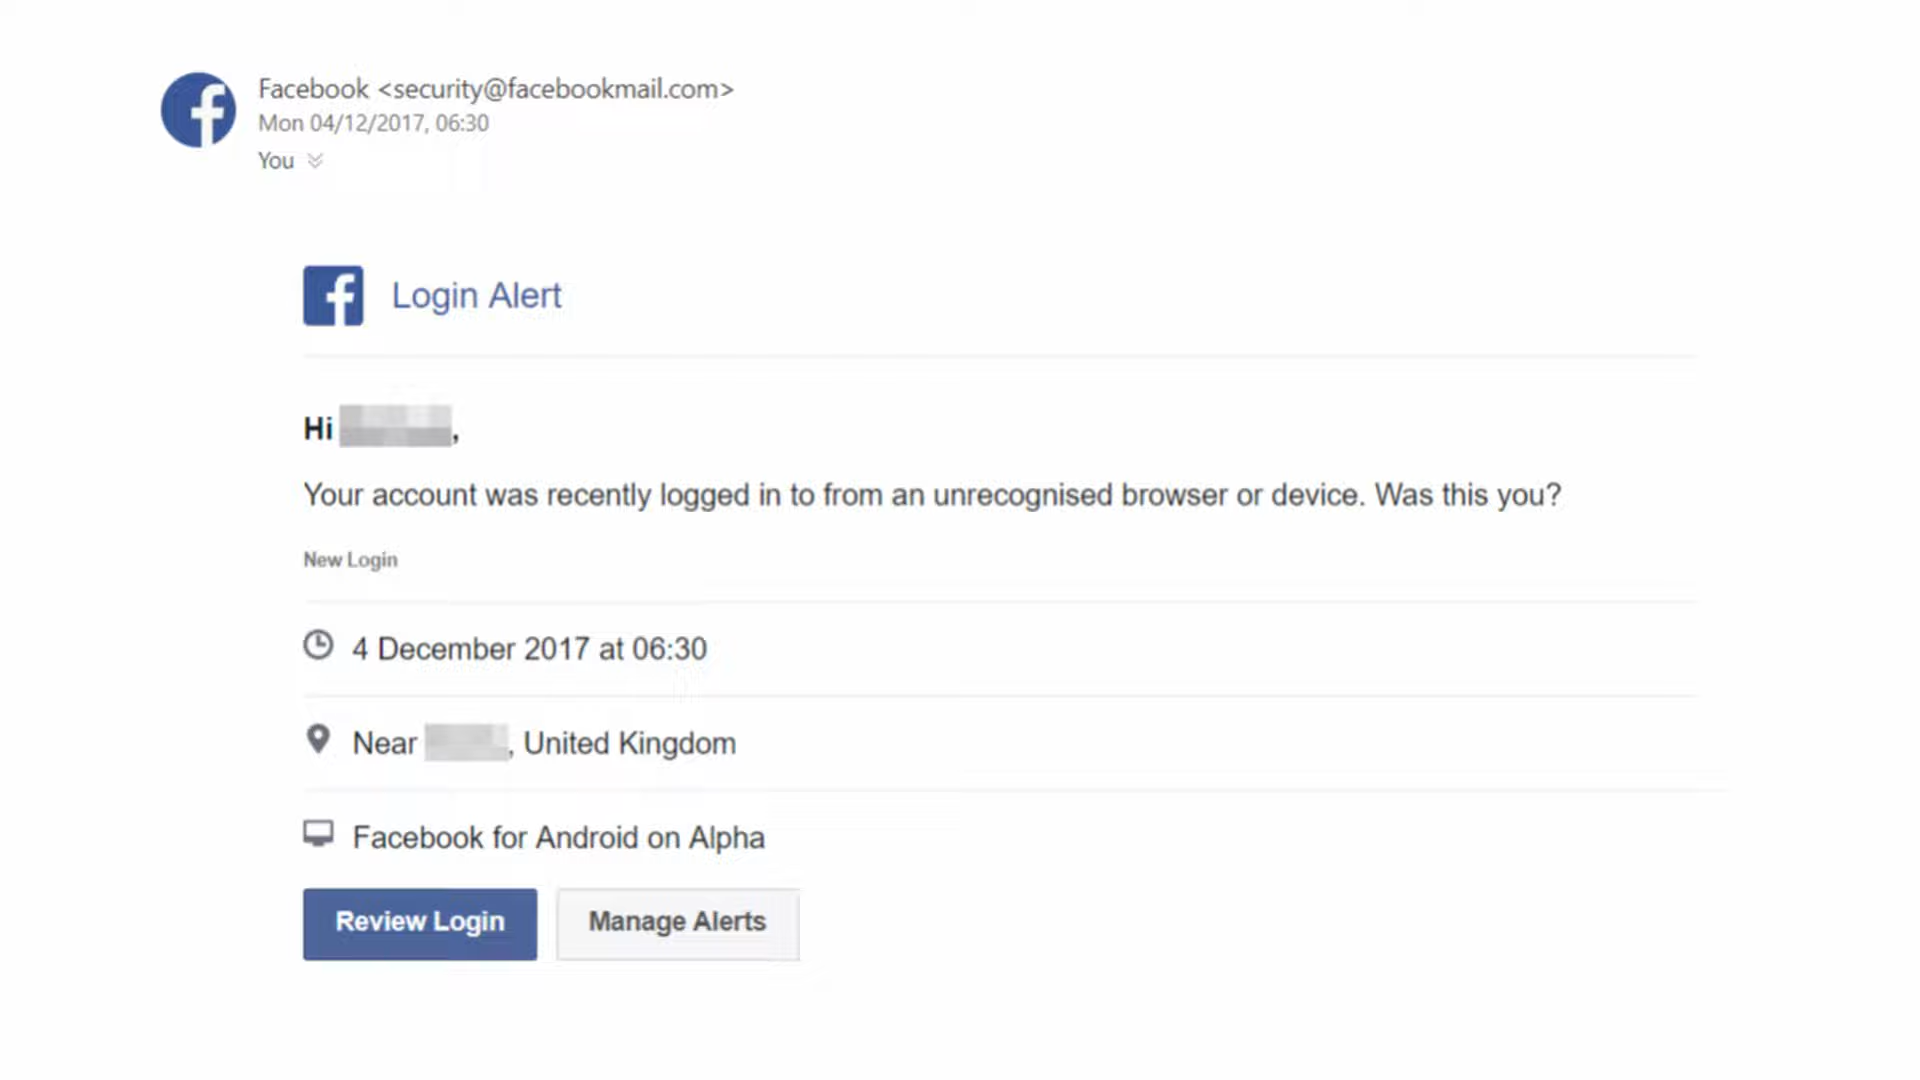 Facebook <security@facebookmail.com>
Mon 04/12/2017, 06:30
You
Login Alert
Hi ,
Your account was recently logged in to from an unrecognised browser or device. Was this you?
New Login
4 December 2017 at 06:30
Near , United Kingdom
Facebook for Android on Alpha
Review Login
Manage Alerts